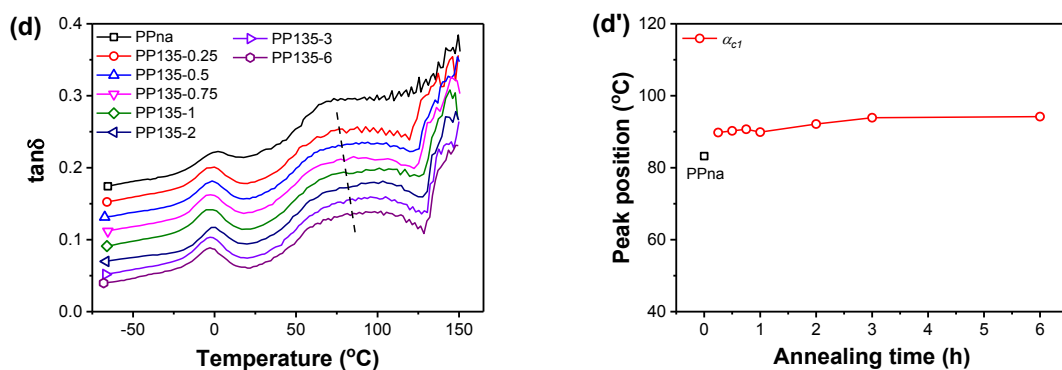 (d)
0.4
0.3
0.2
0.1
0.0
tanδ
PPna
PP135-0.25
PP135-0.5
PP135-0.75
PP135-1
PP135-2
PP135-3
PP135-6
-50 0 50 100 150
Temperature (°C)
(d')
120
100
80
60
40
Peak position (°C)
αc1
PPna
0 1 2 3 4 5 6
Annealing time (h)